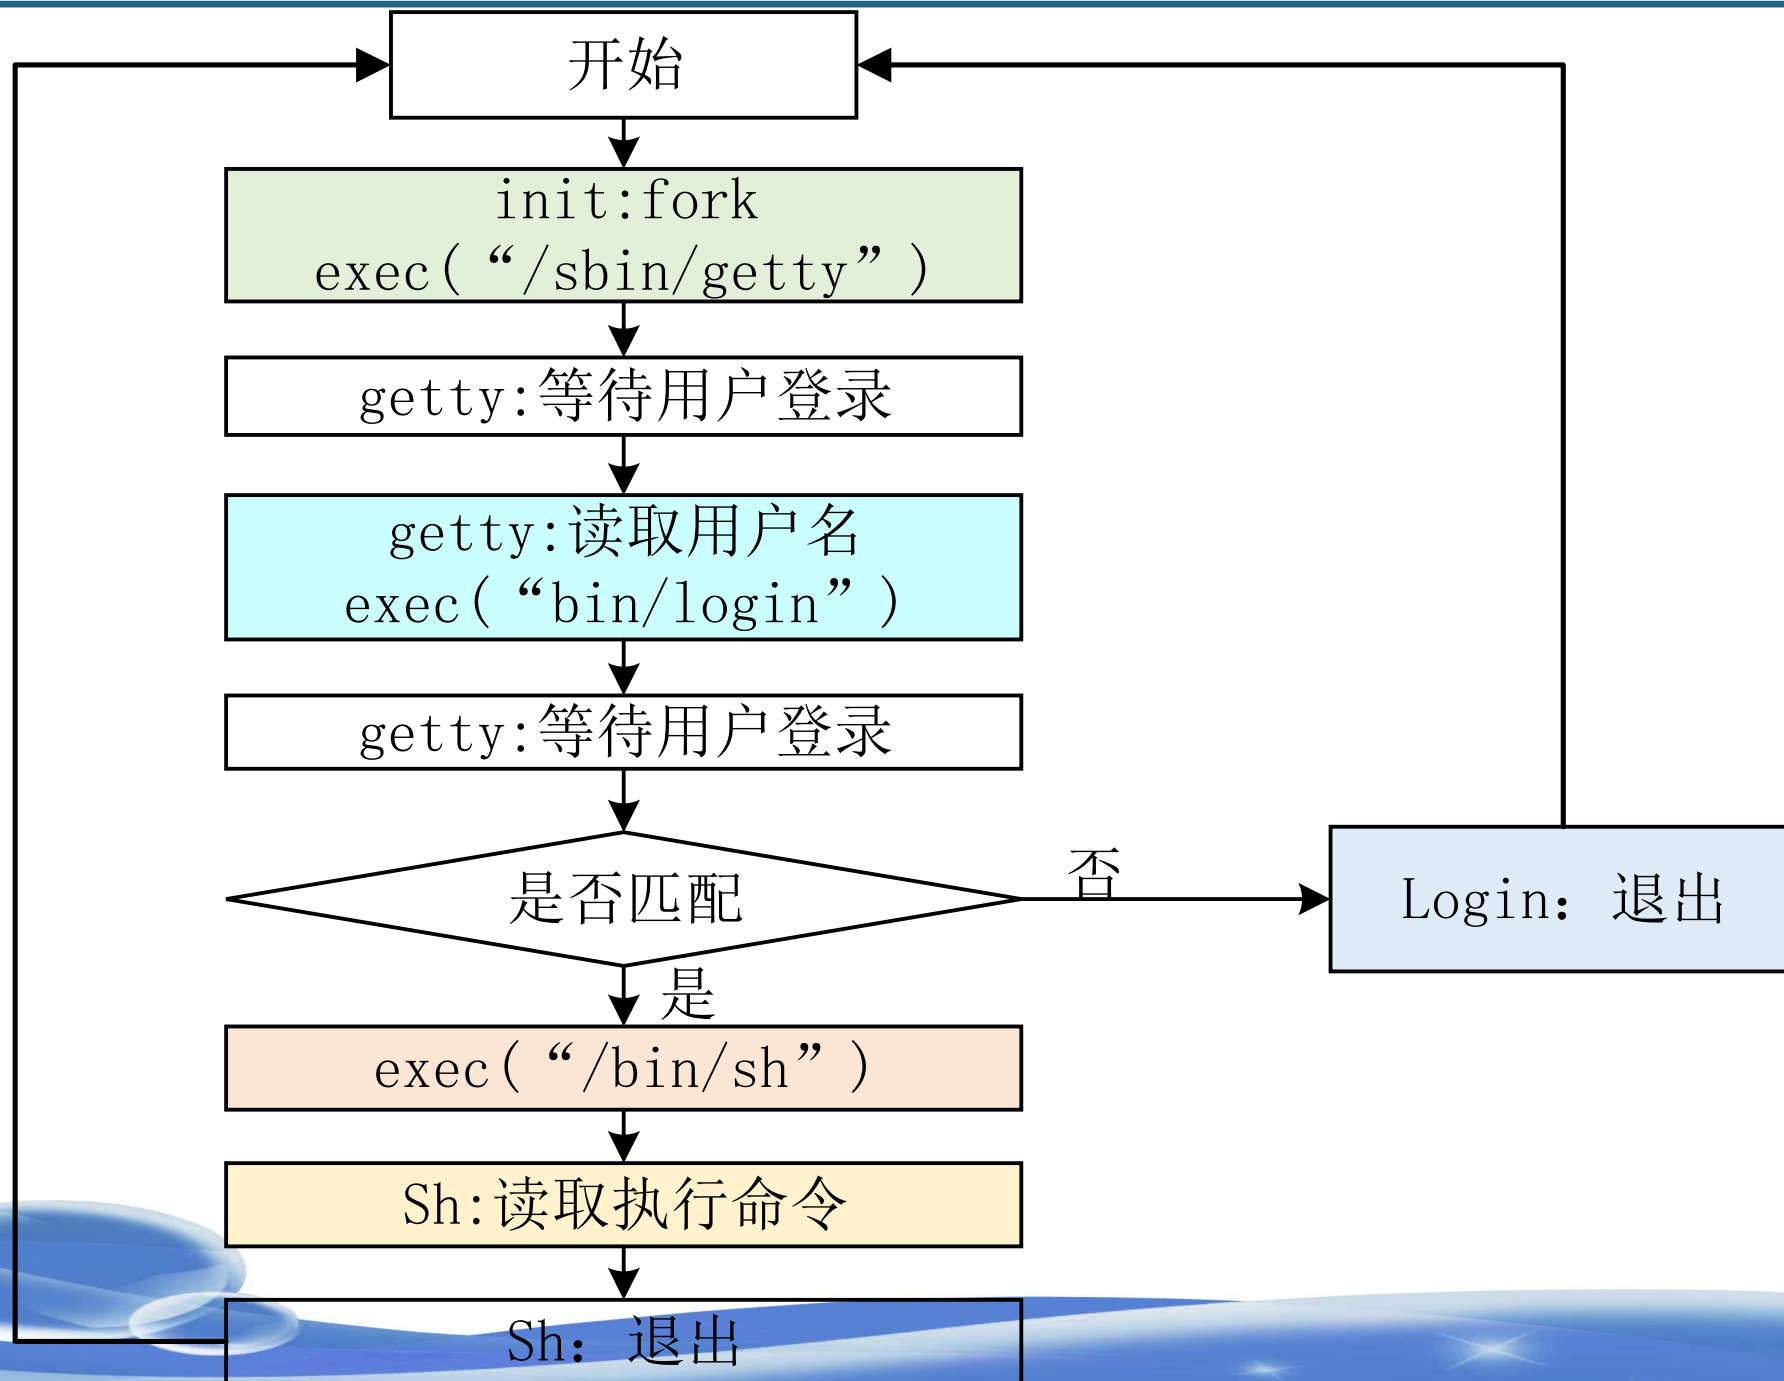 开始
init:fork
exec(“/sbin/getty”)
getty:等待用户登录
getty:读取用户名
exec(“bin/login”)
getty:等待用户登录
是否匹配
否
Login：退出
是
exec(“/bin/sh”)
Sh:读取执行命令
Sh：退出